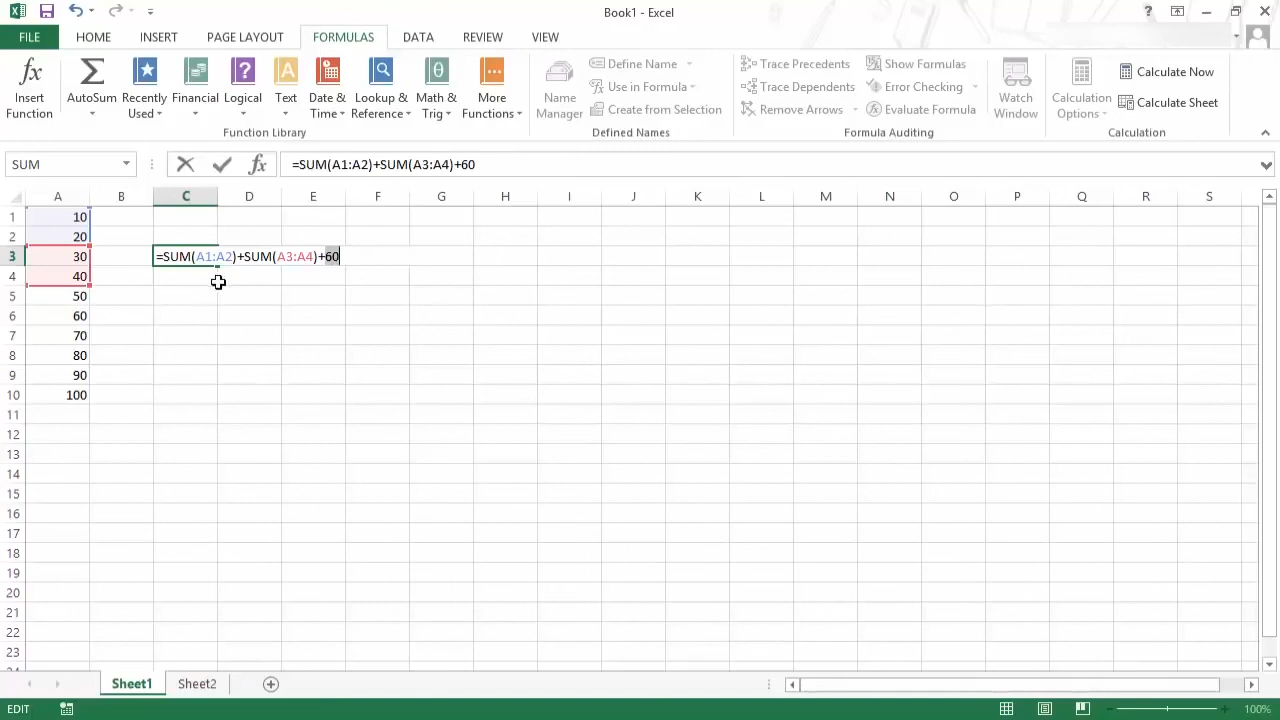 Book1 - Excel
FILE HOME INSERT PAGE LAYOUT FORMULAS DATA REVIEW VIEW
Insert Function
AutoSum
Recently Used
Financial
Logical
Text
Date & Time
Lookup & Reference
Math & Trig
More Functions
Function Library
Name Manager
Define Name
Use in Formula
Create from Selection
Defined Names
Trace Precedents
Trace Dependents
Remove Arrows
Show Formulas
Error Checking
Evaluate Formula
Formula Auditing
Watch Window
Calculation Options
Calculate Now
Calculate Sheet
Calculation
SUM fx =SUM(A1:A2)+SUM(A3:A4)+60
A B C D E F G H I J K L M N O P Q R S
1 10
2 20
3 30 =SUM(A1:A2)+SUM(A3:A4)+60
4 40
5 50
6 60
7 70
8 80
9 90
10 100
11
12
13
14
15
16
17
18
19
20
21
22
23
Sheet1 Sheet2
EDIT 100%